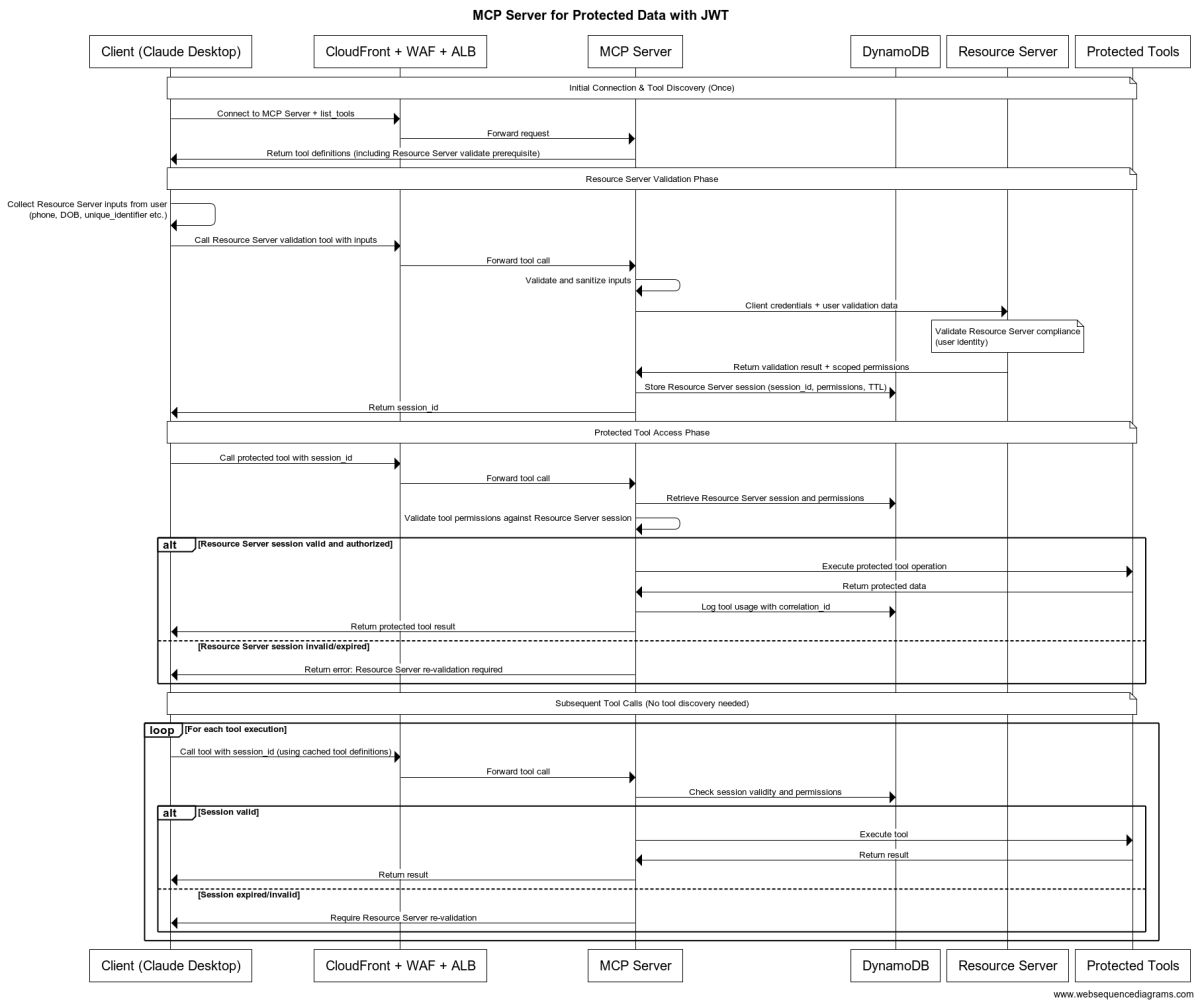 MCP Server for Protected Data with JWT
Client (Claude Desktop)
CloudFront + WAF + ALB
MCP Server
DynamoDB
Resource Server
Protected Tools
Initial Connection & Tool Discovery (Once)
Connect to MCP Server + list_tools
Forward request
Return tool definitions (including Resource Server validate prerequisite)
Resource Server Validation Phase
Collect Resource Server inputs from user
(phone, DOB, unique_identifier etc.)
Call Resource Server validation tool with inputs
Forward tool call
Validate and sanitize inputs
Client credentials + user validation data
Validate Resource Server compliance
(user identity)
Return validation result + scoped permissions
Store Resource Server session (session_id, permissions, TTL)
Return session_id
Protected Tool Access Phase
Call protected tool with session_id
Forward tool call
Retrieve Resource Server session and permissions
Validate tool permissions against Resource Server session
alt
[Resource Server session valid and authorized]
Execute protected tool operation
Return protected data
Log tool usage with correlation_id
Return protected tool result
[Resource Server session invalid/expired]
Return error: Resource Server re-validation required
Subsequent Tool Calls (No tool discovery needed)
loop
[For each tool execution]
Call tool with session_id (using cached tool definitions)
Forward tool call
Check session validity and permissions
alt
[Session valid]
Execute tool
Return result
Return result
[Session expired/invalid]
Require Resource Server re-validation
Client (Claude Desktop)
CloudFront + WAF + ALB
MCP Server
DynamoDB
Resource Server
Protected Tools
www.websequencediagrams.com